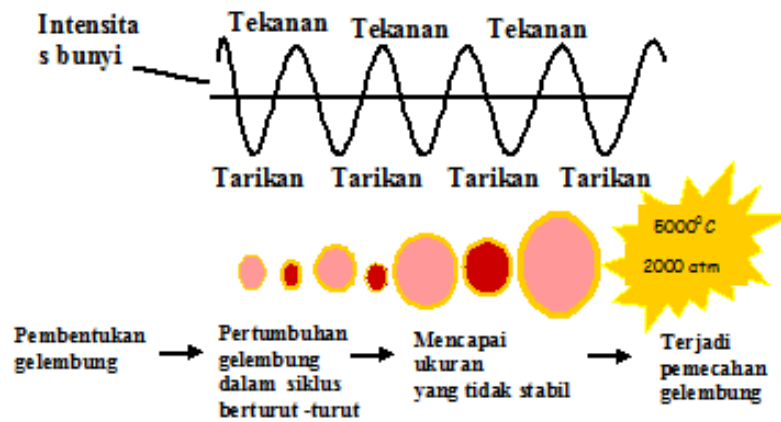 Intensita
s bunyi
Tekanan Tekanan Tekanan
Tarikan Tarikan Tarikan Tarikan
5000⁰ C
2000 atm
Pembentukan
gelembung
Pertumbuhan
gelembung
dalam siklus
berturut -turut
Mencapai
ukuran
yang tidak stabil
Terjadi
pemecahan
gelembung